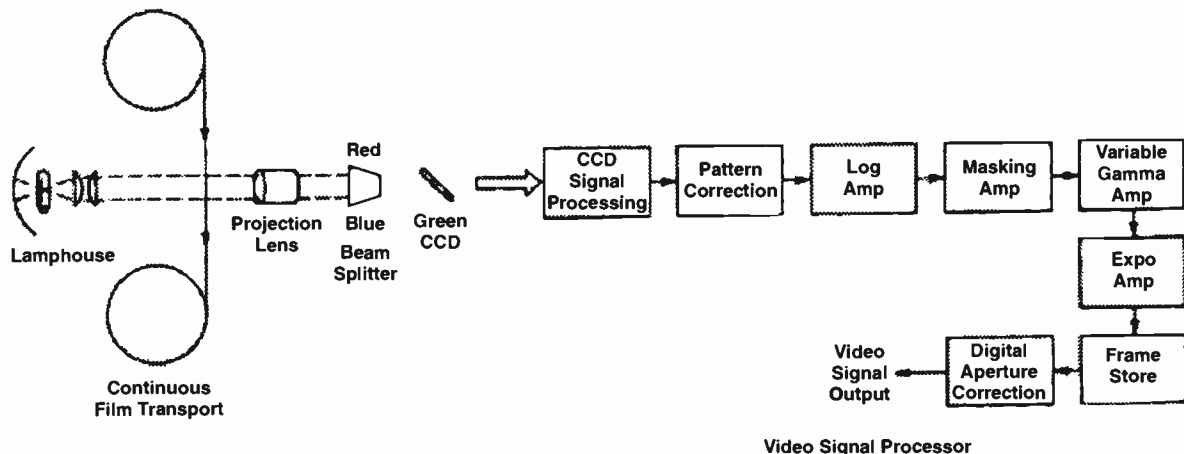 Lamphouse
Continuous
Film Transport
Projection
Lens
Red
Blue
Beam
Splitter
Green
CCD
CCD
Signal
Processing
Pattern
Correction
Log
Amp
Masking
Amp
Variable
Gamma
Amp
Expo
Amp
Frame
Store
Digital
Aperture
Correction
Video
Signal
Output
Video Signal Processor